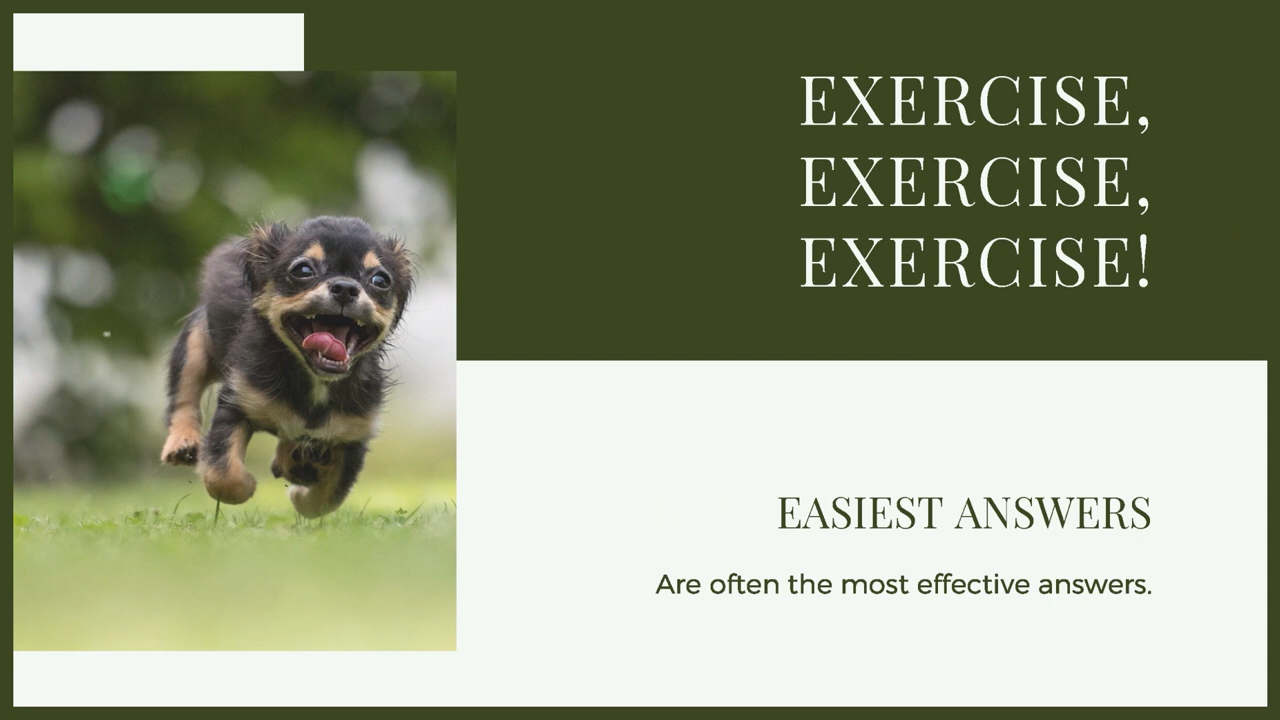 EXERCISE,
EXERCISE,
EXERCISE!
EASIEST ANSWERS
Are often the most effective answers.